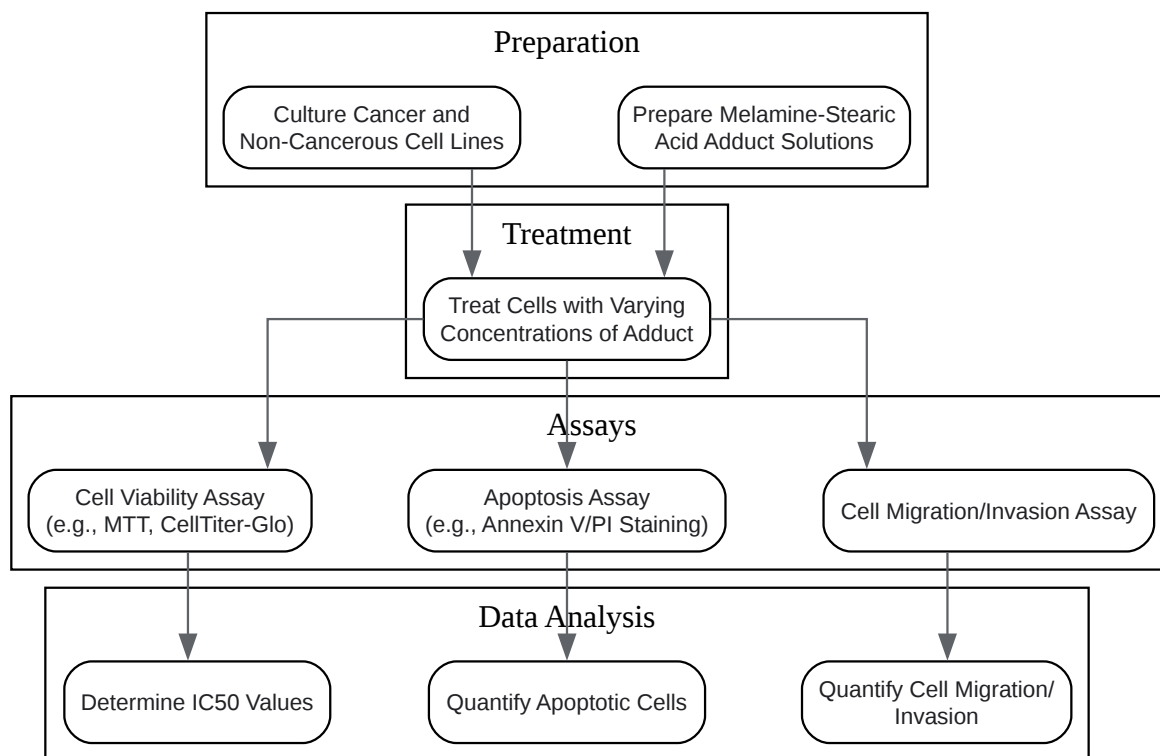 Preparation
Culture Cancer and
Non-Cancerous Cell Lines
Prepare Melamine-Stearic
Acid Adduct Solutions
Treatment
Treat Cells with Varying
Concentrations of Adduct
Assays
Cell Viability Assay
(e.g., MTT, CellTiter-Glo)
Apoptosis Assay
(e.g., Annexin V/PI Staining)
Cell Migration/Invasion Assay
Data Analysis
Determine IC50 Values
Quantify Apoptotic Cells
Quantify Cell Migration/
Invasion